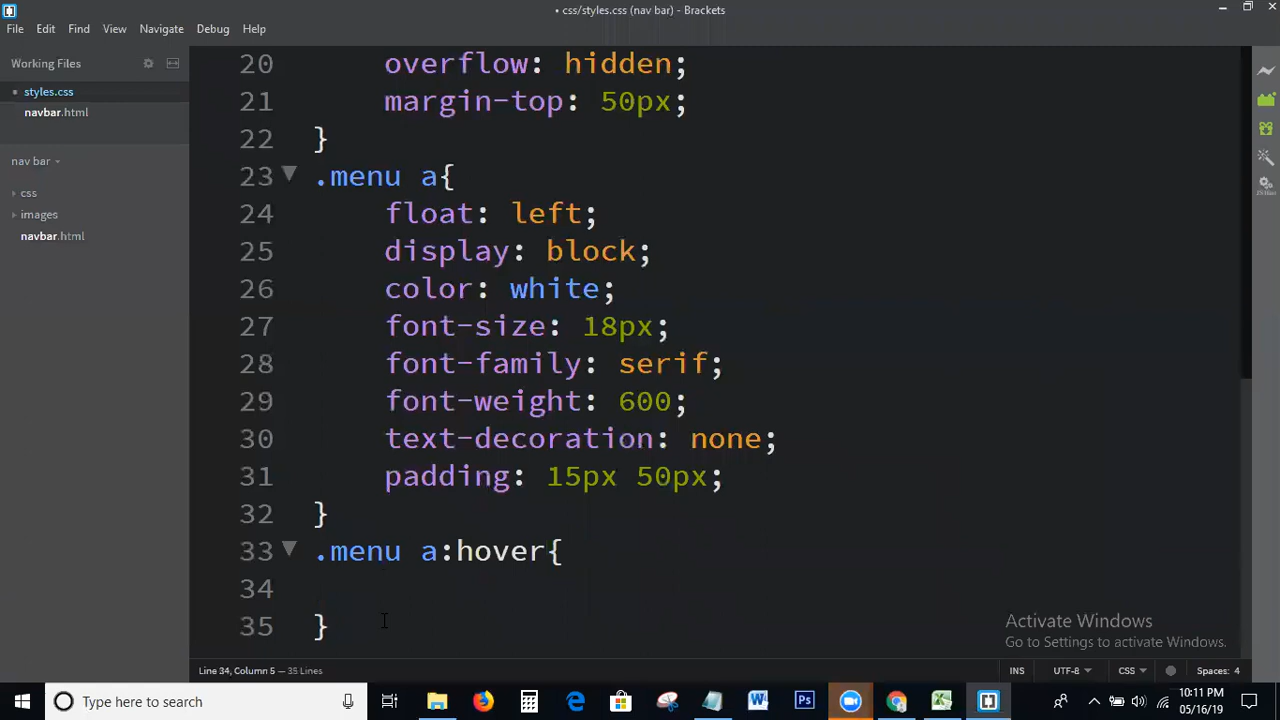 • css/styles.css (nav bar) - Brackets
File Edit Find View Navigate Debug Help
Working Files
• styles.css
navbar.html
nav bar
css
images
navbar.html
20 overflow: hidden;
21 margin-top: 50px;
22 }
23 .menu a{
24 float: left;
25 display: block;
26 color: white;
27 font-size: 18px;
28 font-family: serif;
29 font-weight: 600;
30 text-decoration: none;
31 padding: 15px 50px;
32 }
33 .menu a:hover{
34
35 }
Activate Windows
Go to Settings to activate Windows.
Line 34, Column 5 — 35 Lines
INS UTF-8 CSS Spaces: 4
Type here to search
10:11 PM
05/16/19